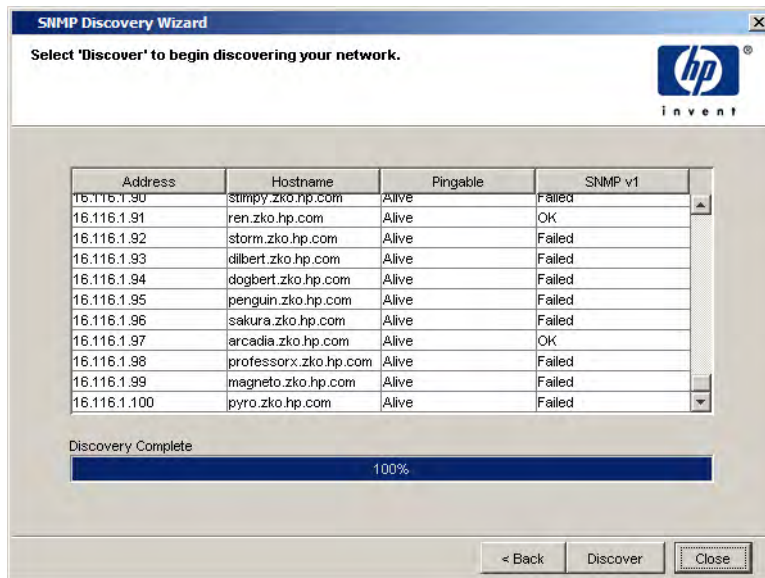 SNMP Discovery Wizard
Select 'Discover' to begin discovering your network.
hp ®
invent
Address Hostname Pingable SNMP v1
16.116.1.90 stimpy.zko.hp.com Alive Failed
16.116.1.91 ren.zko.hp.com Alive OK
16.116.1.92 storm.zko.hp.com Alive Failed
16.116.1.93 dilbert.zko.hp.com Alive Failed
16.116.1.94 dogbert.zko.hp.com Alive Failed
16.116.1.95 penguin.zko.hp.com Alive Failed
16.116.1.96 sakura.zko.hp.com Alive Failed
16.116.1.97 arcadia.zko.hp.com Alive OK
16.116.1.98 professorx.zko.hp.com Alive Failed
16.116.1.99 magneto.zko.hp.com Alive Failed
16.116.1.100 pyro.zko.hp.com Alive Failed
Discovery Complete
100%
< Back Discover Close